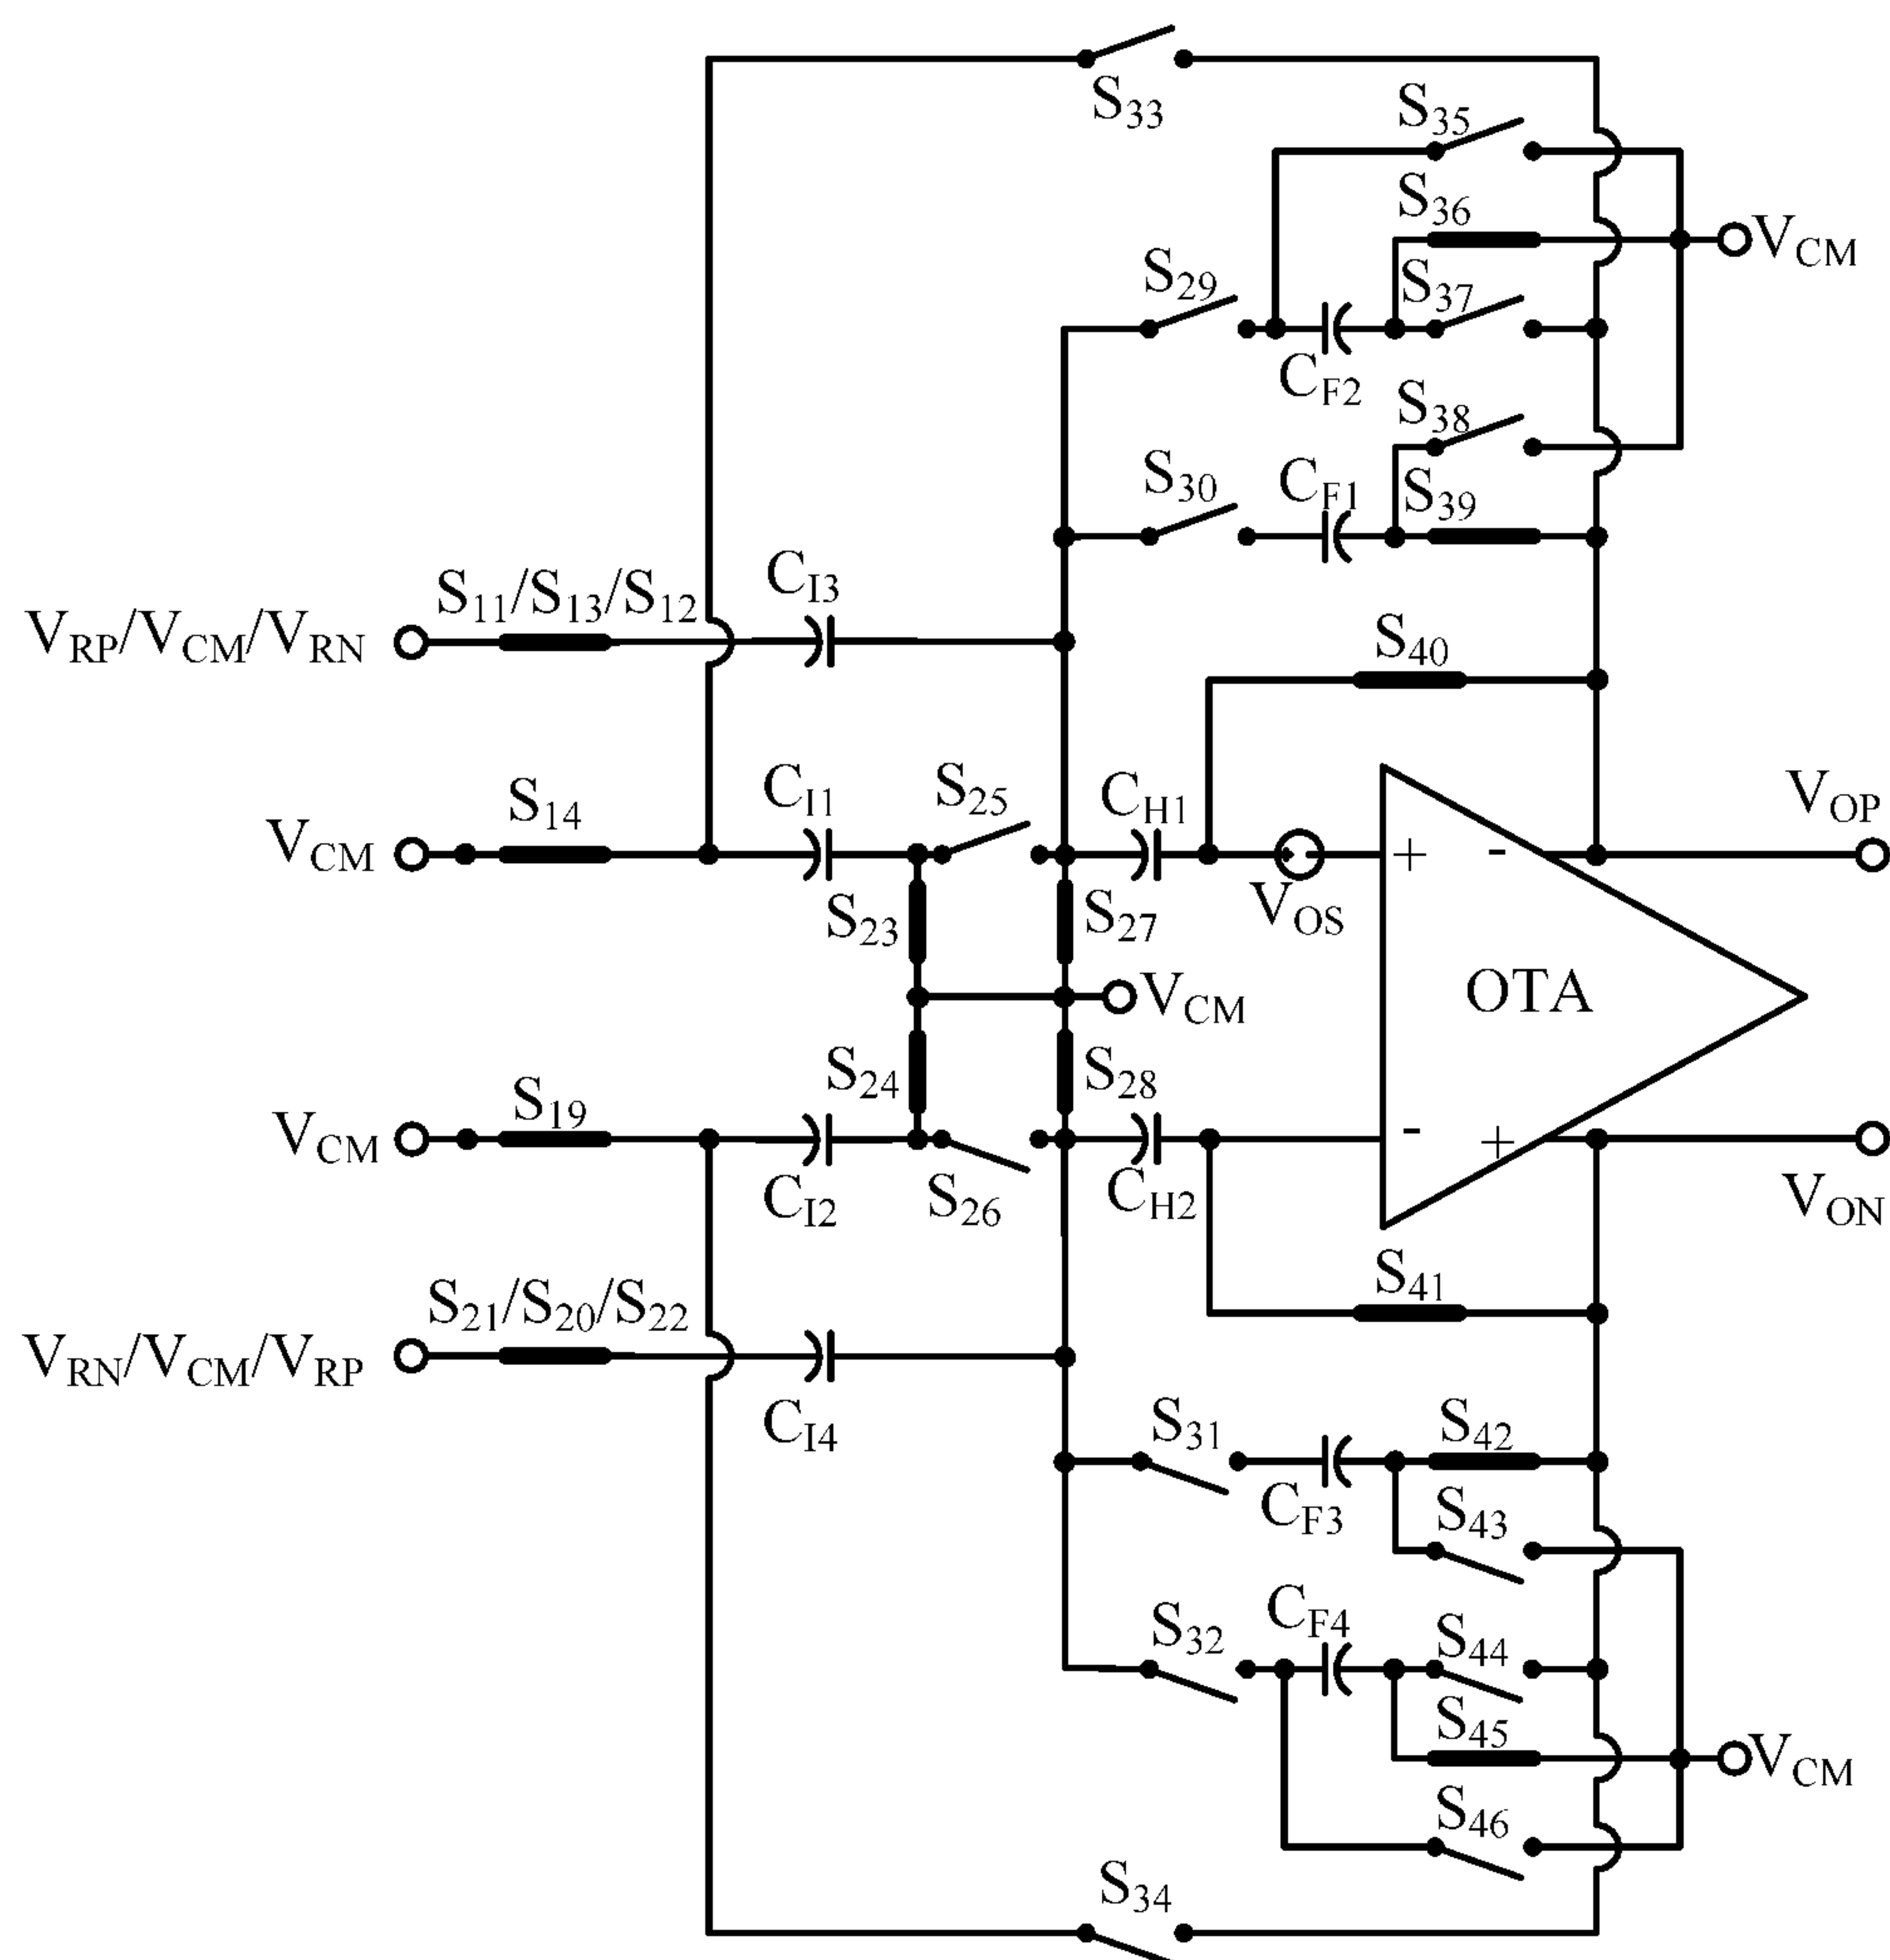 S33
S35
S36
VCM
S29
S37
CF2
S38
S30
CF1
S39
S11/S13/S12
CI3
VRP/VCM/VRN
S40
S14
CI1
S25
CH1
VOP
VCM
+
-
S23
S27
VOS
VCM
OTA
S24
S28
S19
VCM
-
+
CI2
S26
CH2
VON
S21/S20/S22
S41
VRN/VCM/VRP
CI4
S31
S42
CF3
S43
S32
CF4
S44
S45
VCM
S46
S34